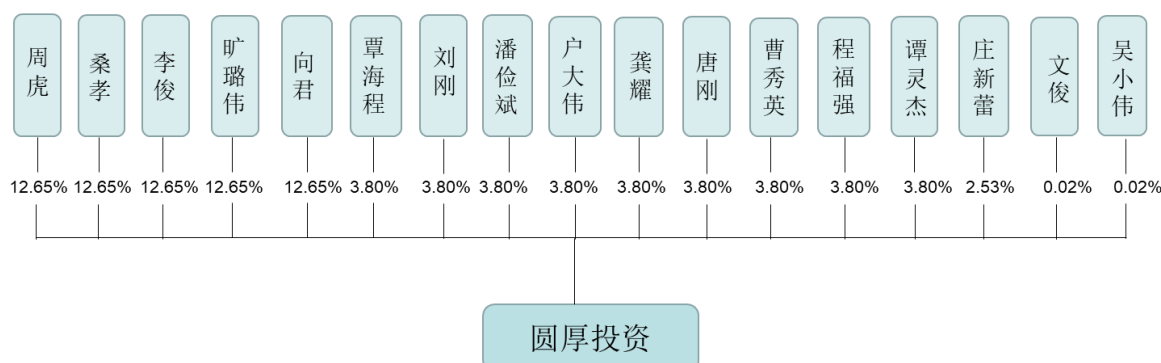 周虎 桑孝 李俊 旷璐伟 向君 覃海程 刘刚 潘俭斌 户大伟 龚耀 唐刚 曹秀英 程福强 谭灵杰 庄新蕾 文俊 吴小伟
12.65% 12.65% 12.65% 12.65% 12.65% 3.80% 3.80% 3.80% 3.80% 3.80% 3.80% 3.80% 3.80% 3.80% 2.53% 0.02% 0.02%
圆厚投资